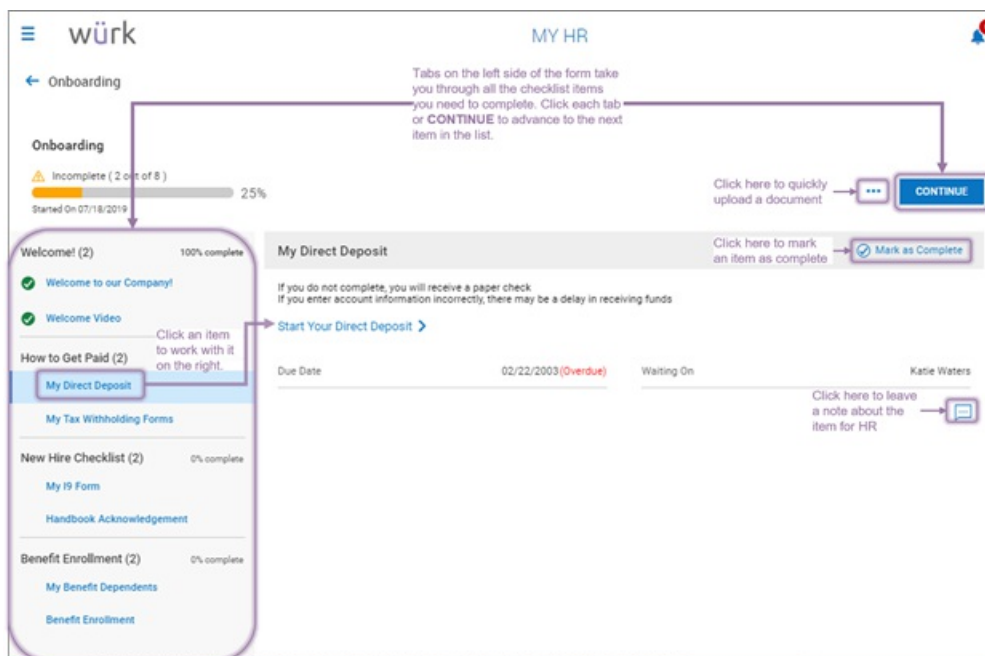 würk
MY HR
Onboarding
Tabs on the left side of the form take
you through all the checklist items
you need to complete. Click each tab
or CONTINUE to advance to the next
item in the list.
Onboarding
Incomplete ( 2 out of 8 )
25%
Started On 07/18/2019
Click here to quickly
upload a document
CONTINUE
Welcome! (2) 100% complete
Welcome to our Company!
Welcome Video
Click an item
to work with it
on the right.
How to Get Paid (2)
My Direct Deposit
My Tax Withholding Forms
New Hire Checklist (2) 0% complete
My I9 Form
Handbook Acknowledgement
Benefit Enrollment (2) 0% complete
My Benefit Dependents
Benefit Enrollment
My Direct Deposit
Click here to mark
an item as complete
Mark as Complete
If you do not complete, you will receive a paper check
If you enter account information incorrectly, there may be a delay in receiving funds
Start Your Direct Deposit
Due Date 02/22/2003 (Overdue)
Waiting On Katie Waters
Click here to leave
a note about the
item for HR